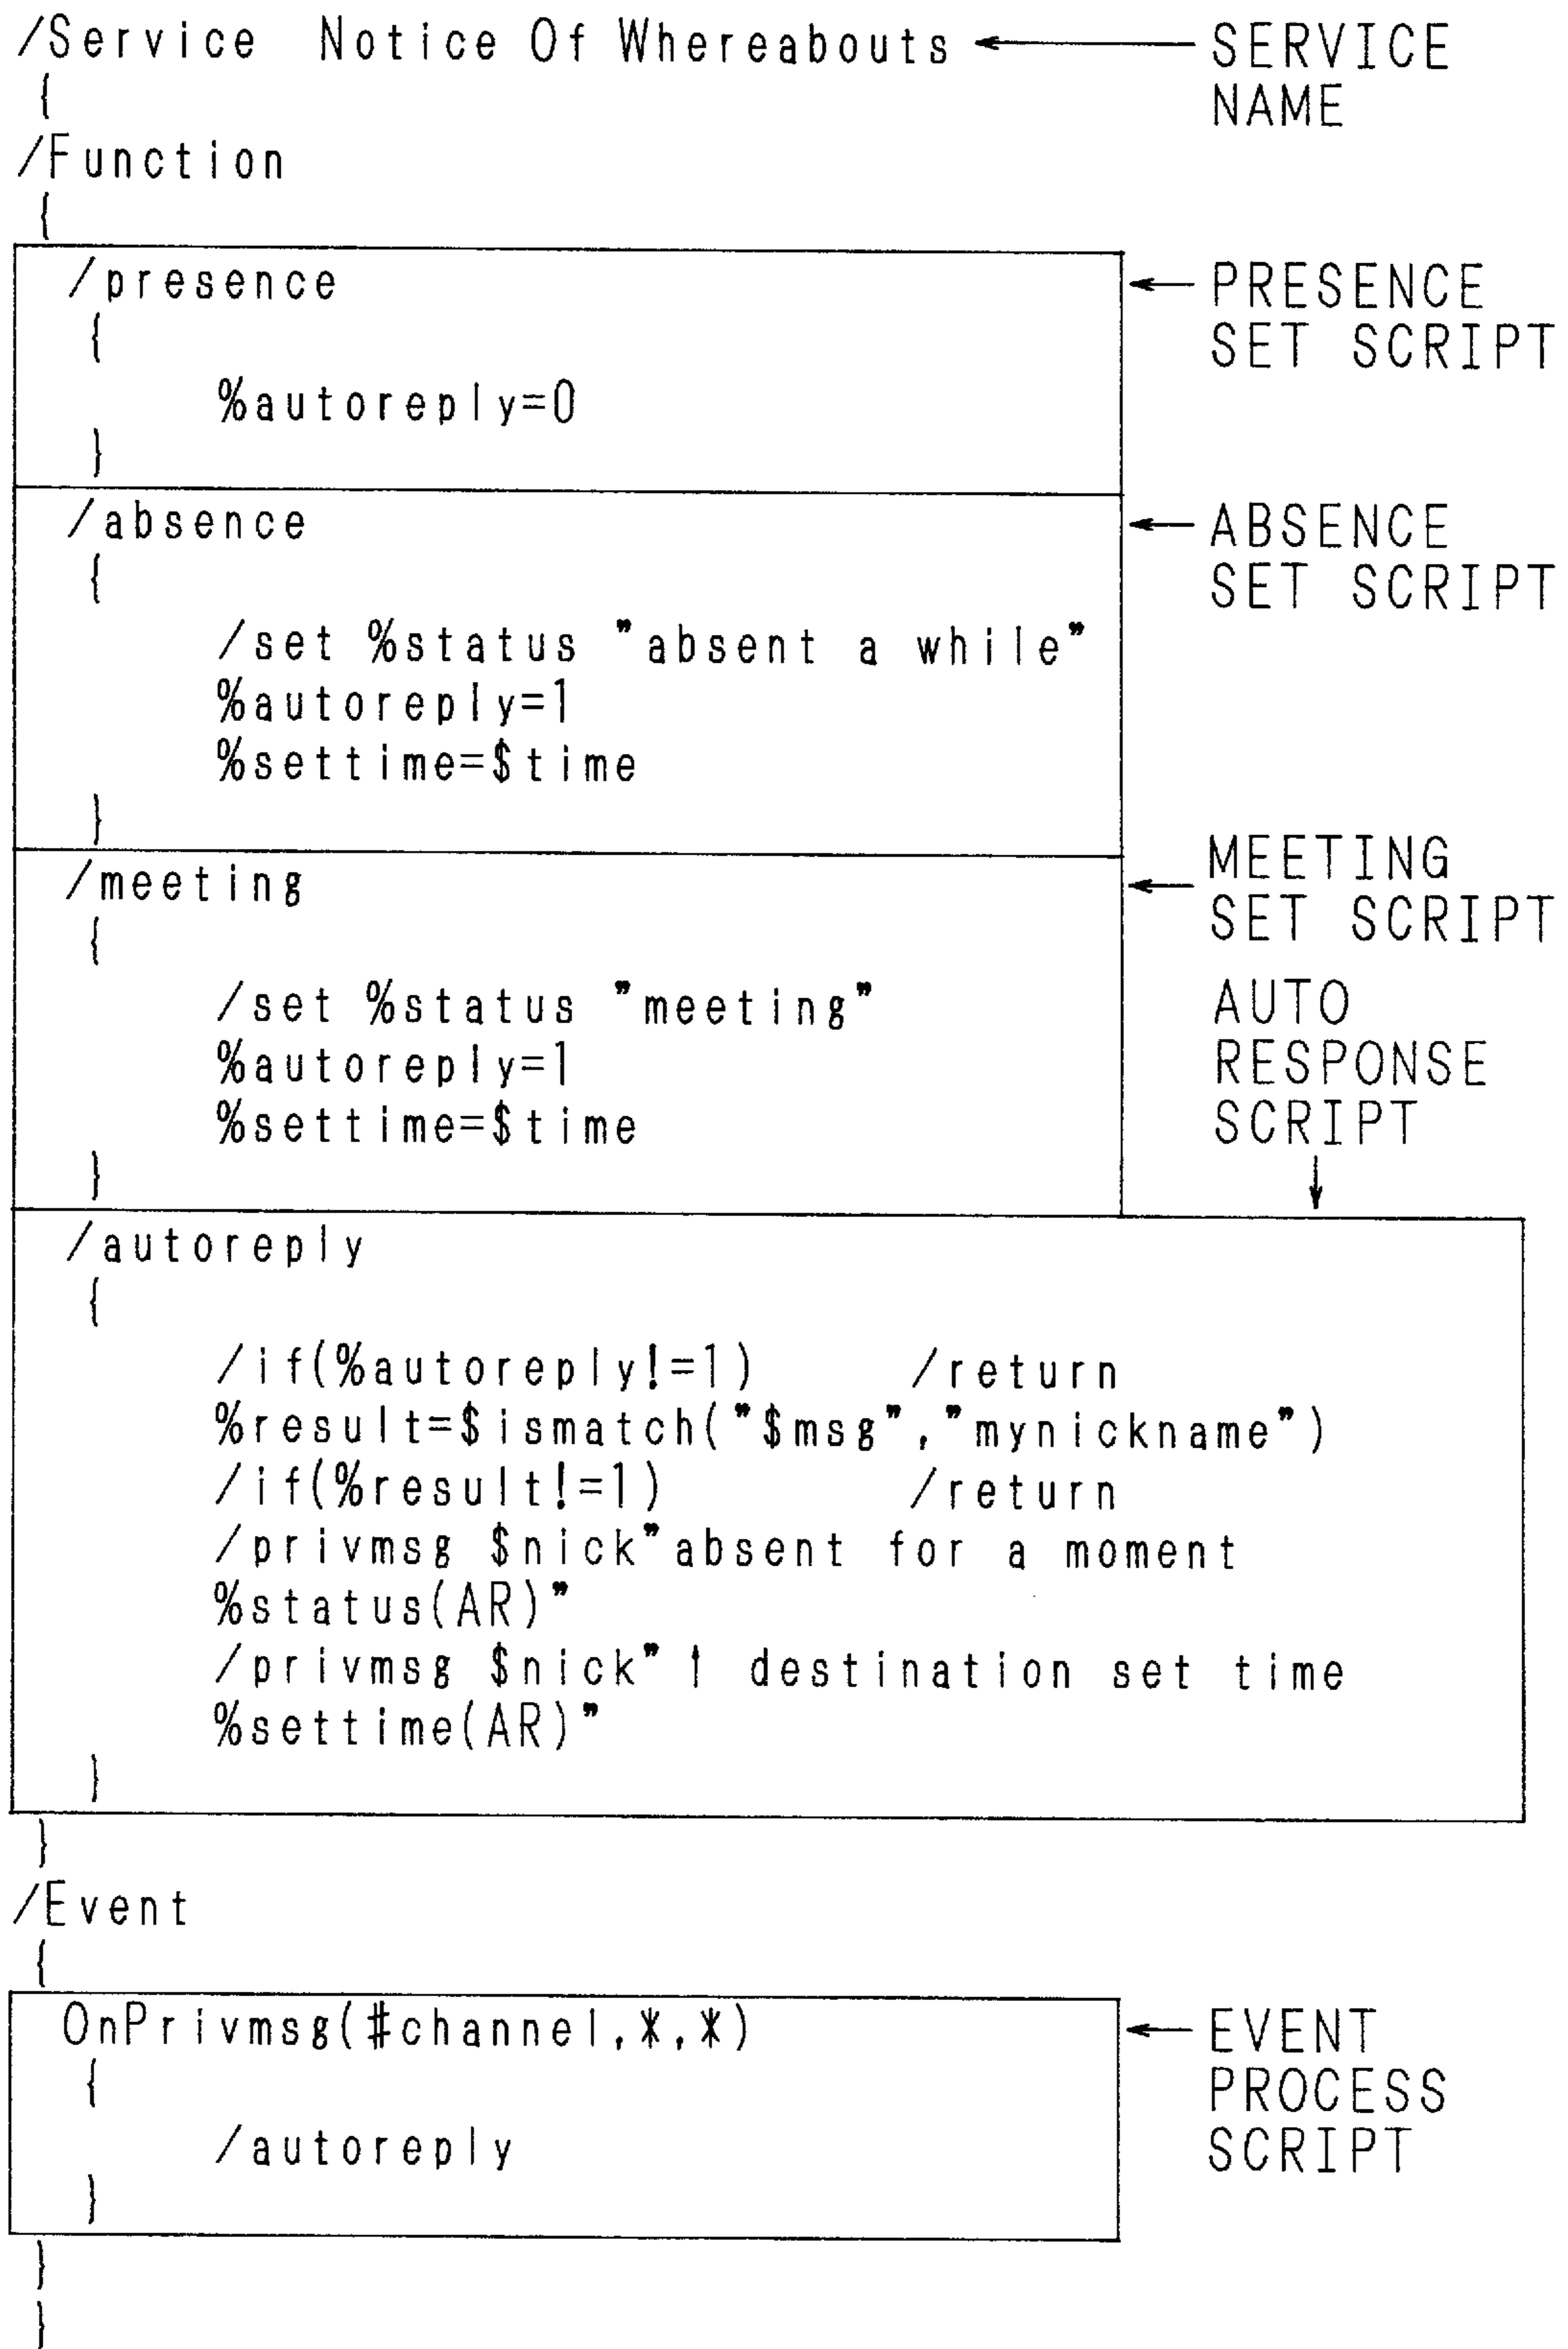 /Service Notice Of Whereabouts ← SERVICE
{ NAME
/Function
{
/presence ← PRESENCE
{ SET SCRIPT
%autoreply=0
}
/absence ← ABSENCE
{ SET SCRIPT
/set %status "absent a while"
%autoreply=1
%settime=$time
}
/meeting ← MEETING
{ SET SCRIPT
/set %status "meeting" AUTO
%autoreply=1 RESPONSE
%settime=$time SCRIPT
} ↓
/autoreply
{
/if(%autoreply!=1) /return
%result=$ismatch("$msg","mynickname")
/if(%result!=1) /return
/privmsg $nick"absent for a moment
%status(AR)"
/privmsg $nick"↑ destination set time
%settime(AR)"
}
}
/Event
{
OnPrivmsg(#channel,*,*) ← EVENT
{ PROCESS
/autoreply SCRIPT
}
}
}